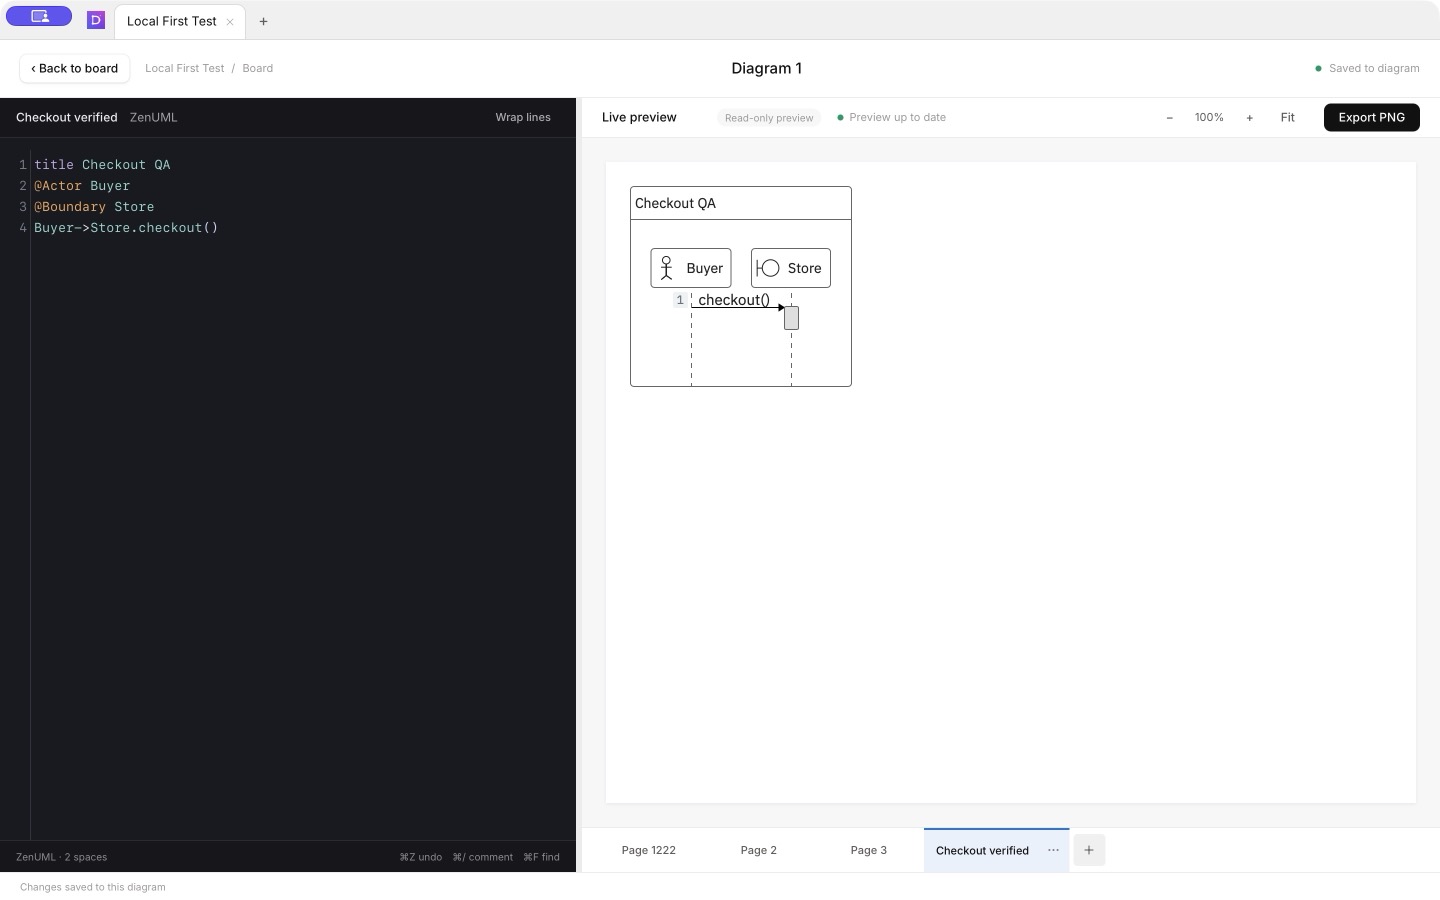 D
Local First Test
‹ Back to board
Local First Test / Board
Diagram 1
Saved to diagram
Checkout verified ZenUML
Wrap lines
1 title Checkout QA
2 @Actor Buyer
3 @Boundary Store
4 Buyer->Store.checkout()
ZenUML · 2 spaces
⌘Z undo ⌘/ comment ⌘F find
Live preview
Read-only preview
Preview up to date
− 100% +
Fit
Export PNG
Checkout QA
Buyer
Store
1 checkout()
Page 1222
Page 2
Page 3
Checkout verified ···
+
Changes saved to this diagram